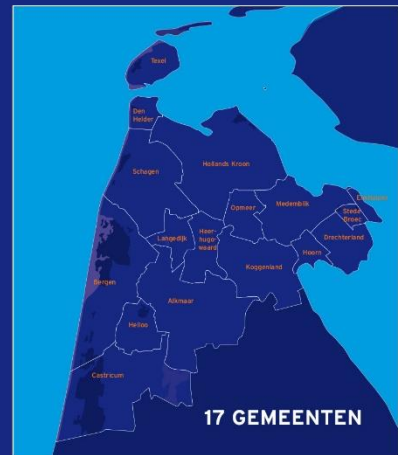 Texel
Den
Helder
Schagen
Hollands Kroon
Opmeer
Medemblik
Enkhuizen
Stede
Broec
Drechterland
Hoorn
Langedijk
Heer-
hugo-
waard
Koggenland
Bergen
Alkmaar
Heiloo
Castricum
17 GEMEENTEN